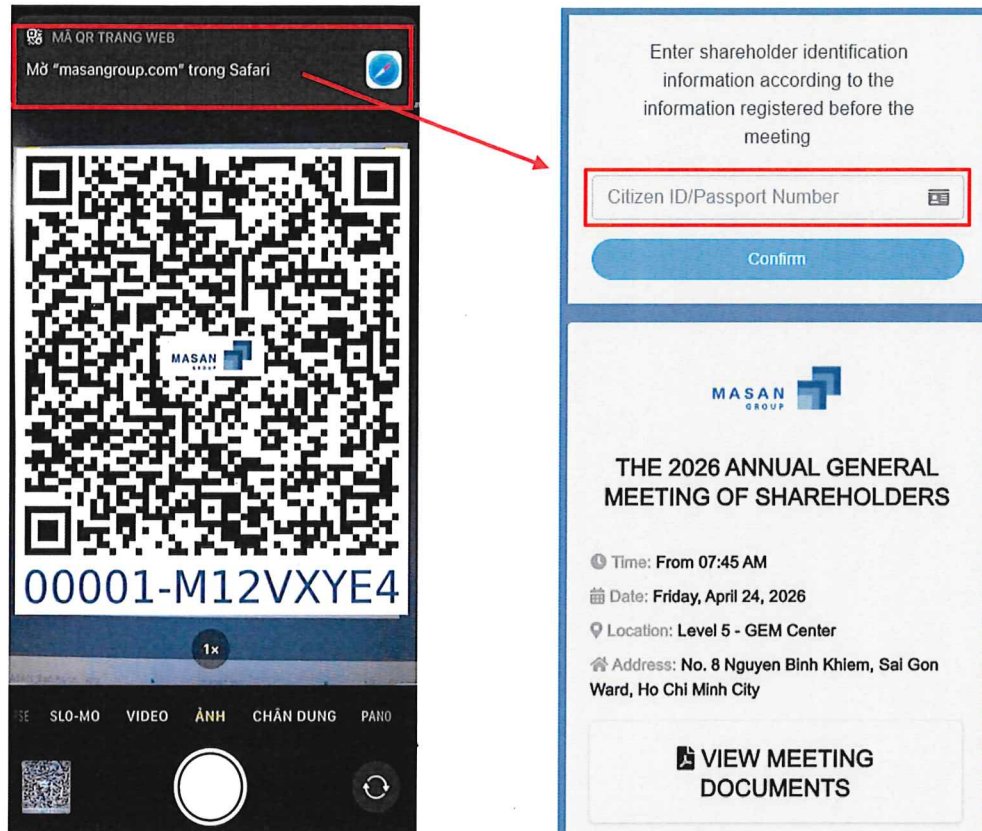 MÃ QR TRANG WEB
Mở "masangroup.com" trong Safari
MASAN
GROUP
00001-M12VXYE4
1x
SLO-MO VIDEO ẢNH CHÂN DUNG PANO
Enter shareholder identification
information according to the
information registered before the
meeting
Citizen ID/Passport Number
Confirm
MASAN
GROUP
THE 2026 ANNUAL GENERAL
MEETING OF SHAREHOLDERS
Time: From 07:45 AM
Date: Friday, April 24, 2026
Location: Level 5 - GEM Center
Address: No. 8 Nguyen Binh Khiem, Sai Gon
Ward, Ho Chi Minh City
VIEW MEETING
DOCUMENTS